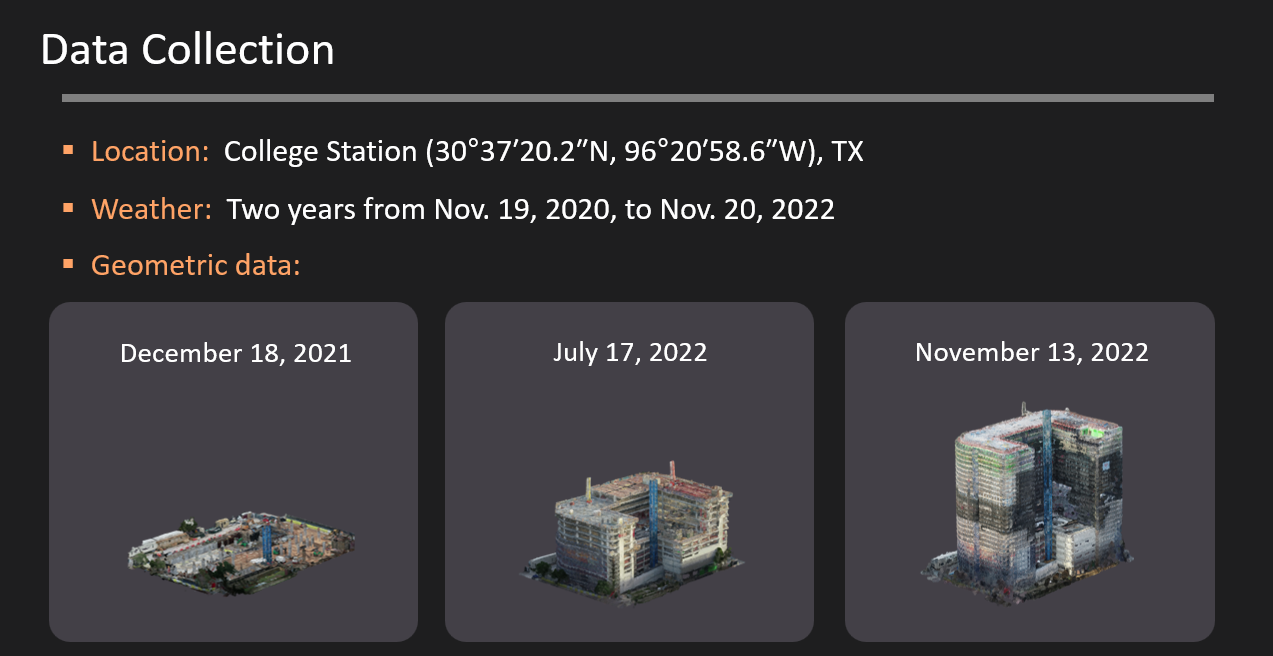 Data Collection
▪ Location: College Station (30°37′20.2″N, 96°20′58.6″W), TX
▪ Weather: Two years from Nov. 19, 2020, to Nov. 20, 2022
▪ Geometric data:
December 18, 2021
July 17, 2022
November 13, 2022